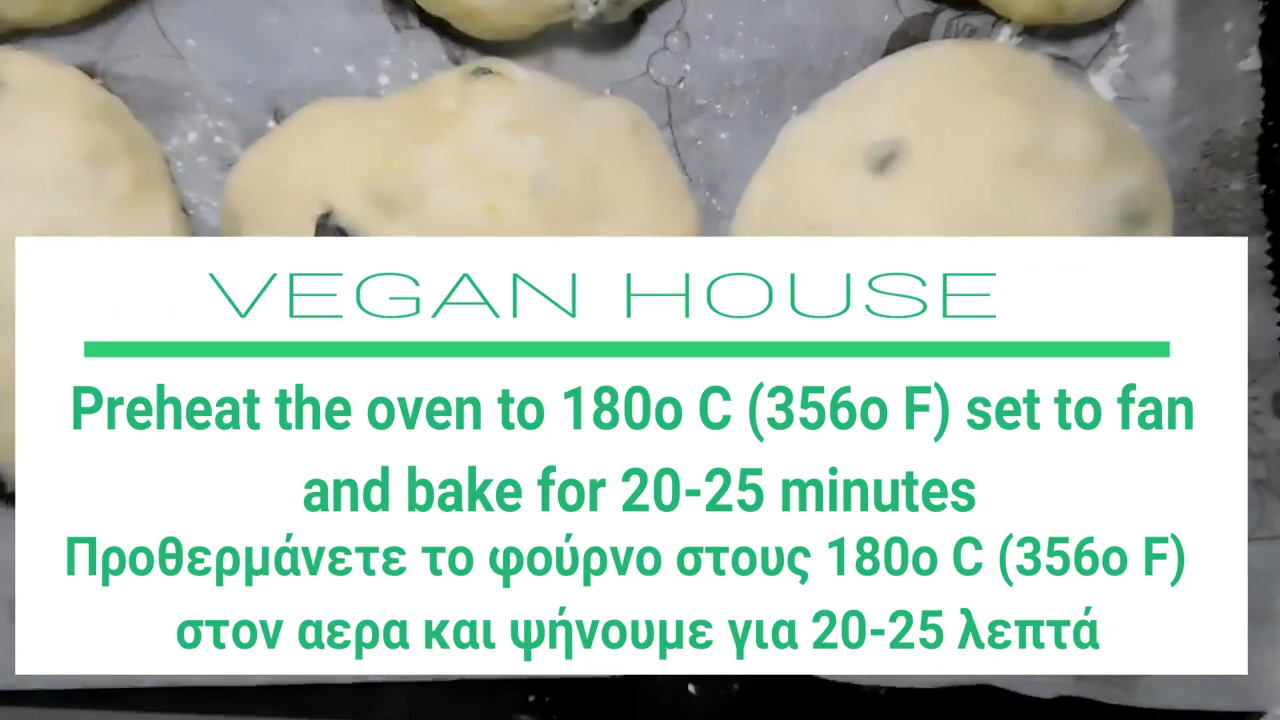 VEGAN HOUSE
Preheat the oven to 180o C (356o F) set to fan
and bake for 20-25 minutes
Προθερμάνετε το φούρνο στους 180o C (356o F)
στον αερα και ψήνουμε για 20-25 λεπτά